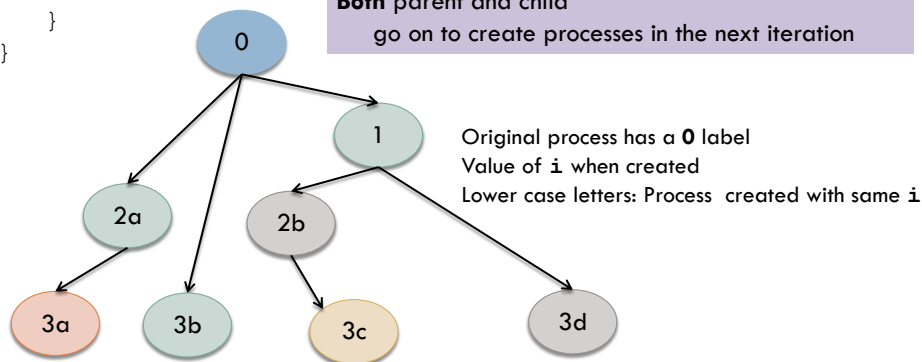 }
}
Both parent and child
go on to create processes in the next iteration
0
1
Original process has a 0 label
Value of i when created
Lower case letters: Process created with same i
2a
2b
3a
3b
3c
3d